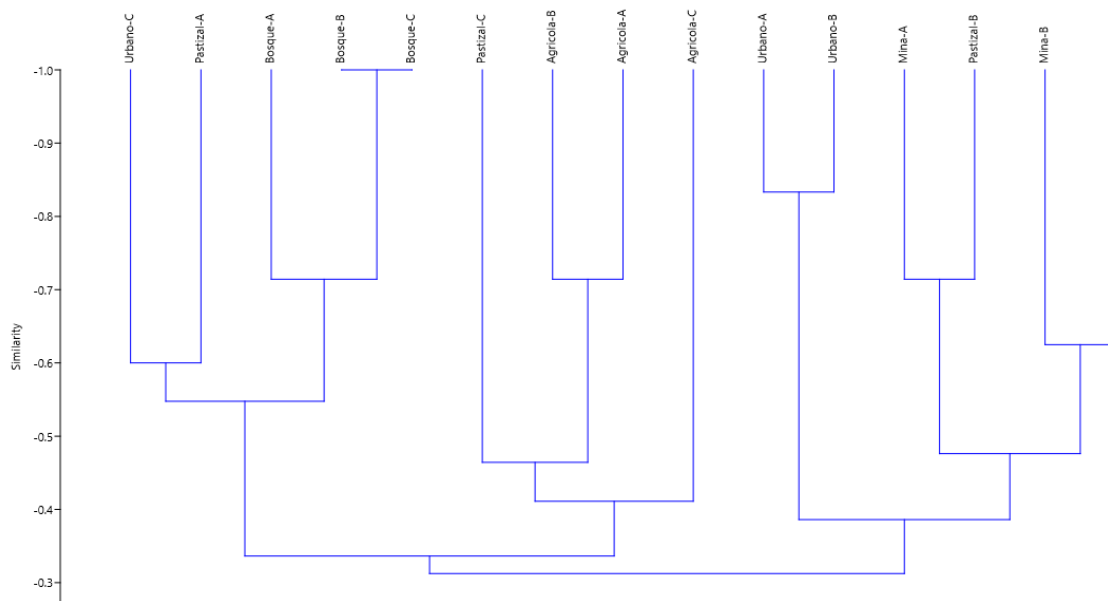 Urbano-C
Pastizal-A
Bosque-A
Bosque-B
Bosque-C
Pastizal-C
Agricola-B
Agricola-A
Agricola-C
Urbano-A
Urbano-B
Mina-A
Pastizal-B
Mina-B
-1.0
-0.9
-0.8
-0.7
-0.6
-0.5
-0.4
-0.3
Similarity